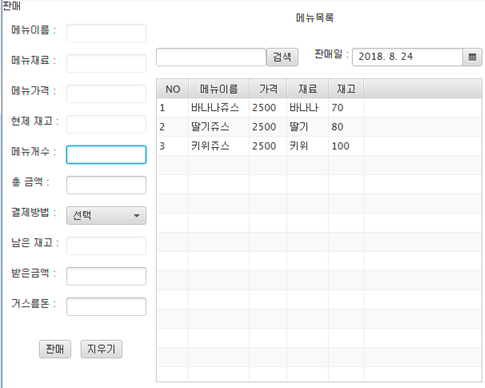 판매
메뉴이름 :
메뉴재료 :
메뉴가격 :
현재 재고 :
메뉴개수 :
총 금액 :
결제방법 : 선택
남은 재고 :
받은금액 :
거스름돈 :
판매 지우기
메뉴목록
검색 판매일 : 2018. 8. 24
NO 메뉴이름 가격 재료 재고
1 바나나쥬스 2500 바나나 70
2 딸기쥬스 2500 딸기 80
3 키위쥬스 2500 키위 100